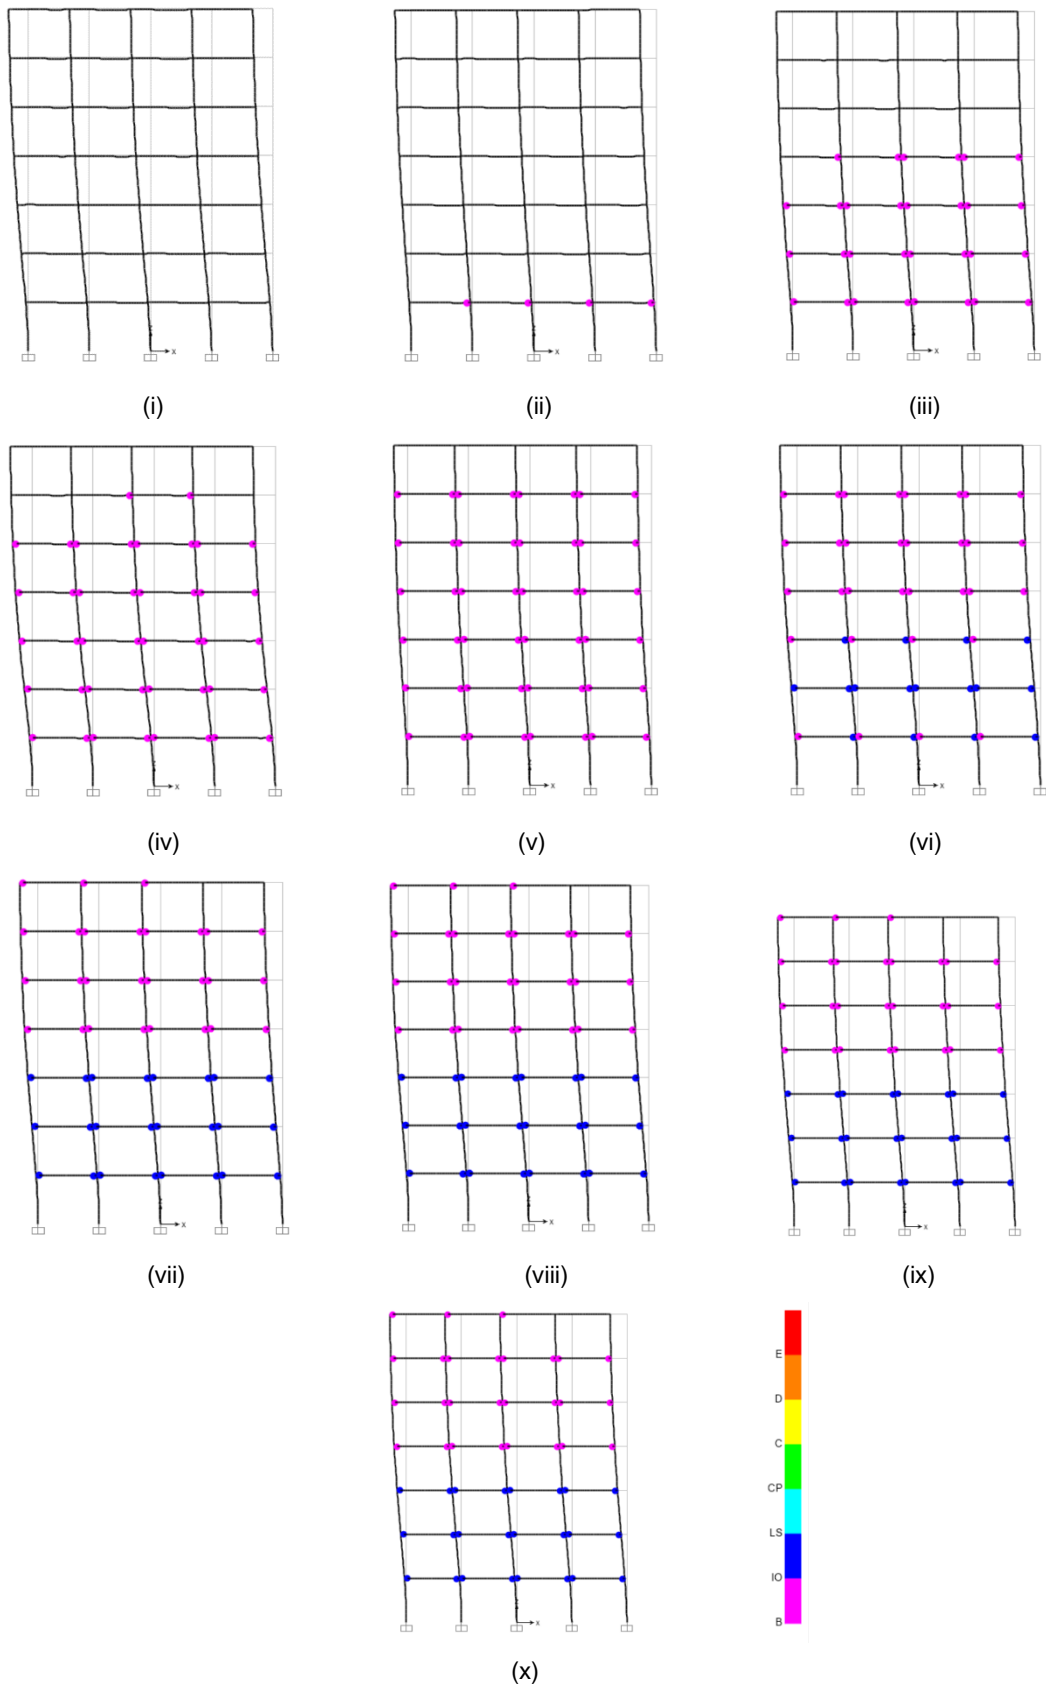 X
X
X
(i)
(ii)
(iii)
X
X
X
(iv)
(v)
(vi)
X
X
X
(vii)
(viii)
(ix)
E
D
C
CP
LS
IO
B
X
(x)